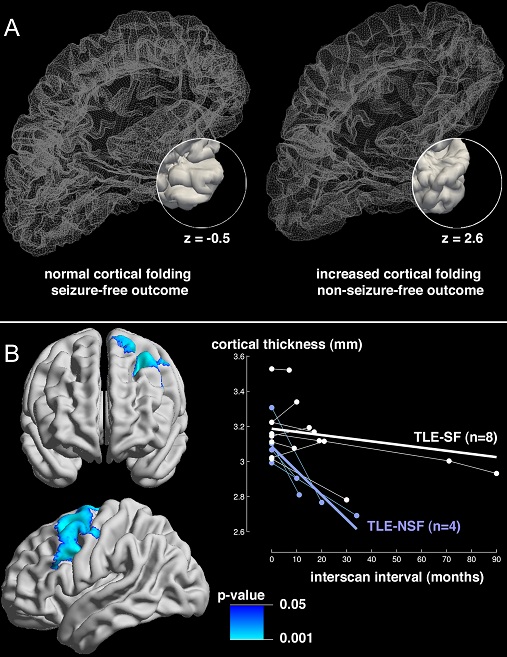 A
z = -0.5
z = 2.6
normal cortical folding
seizure-free outcome
increased cortical folding
non-seizure-free outcome
B
cortical thickness (mm)
3.6
3.4
3.2
3
2.8
2.6
TLE-SF (n=8)
TLE-NSF (n=4)
0 10 20 30 40 50 60 70 80 90
interscan interval (months)
p-value
0.05
0.001